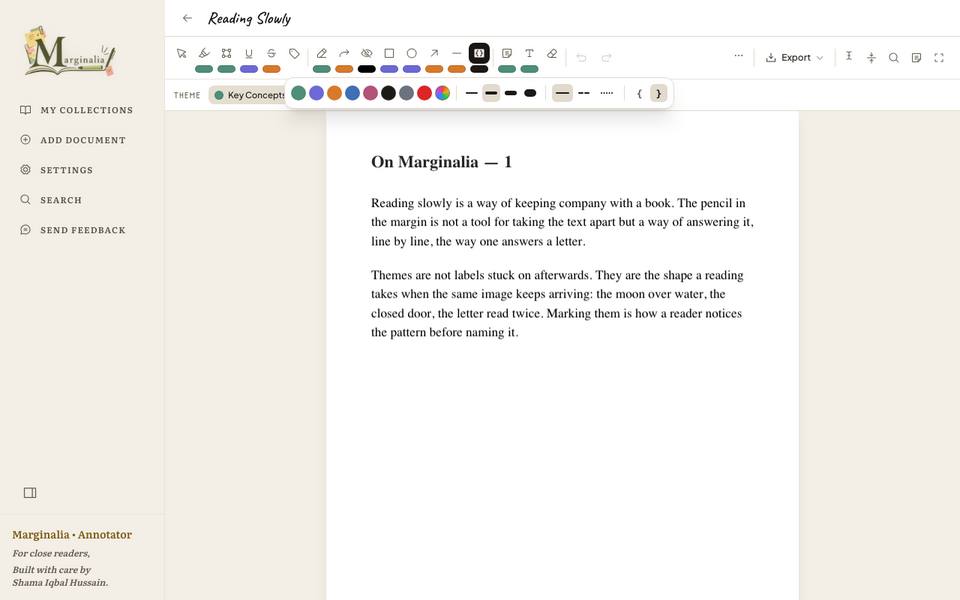 Marginalia
MY COLLECTIONS
ADD DOCUMENT
SETTINGS
SEARCH
SEND FEEDBACK
Marginalia • Annotator
For close readers,
Built with care by
Shama Iqbal Hussain.
Reading Slowly
U
S
T
... Export
THEME Key Concepts
{ }
On Marginalia — 1
Reading slowly is a way of keeping company with a book. The pencil in
the margin is not a tool for taking the text apart but a way of answering it,
line by line, the way one answers a letter.
Themes are not labels stuck on afterwards. They are the shape a reading
takes when the same image keeps arriving: the moon over water, the
closed door, the letter read twice. Marking them is how a reader notices
the pattern before naming it.